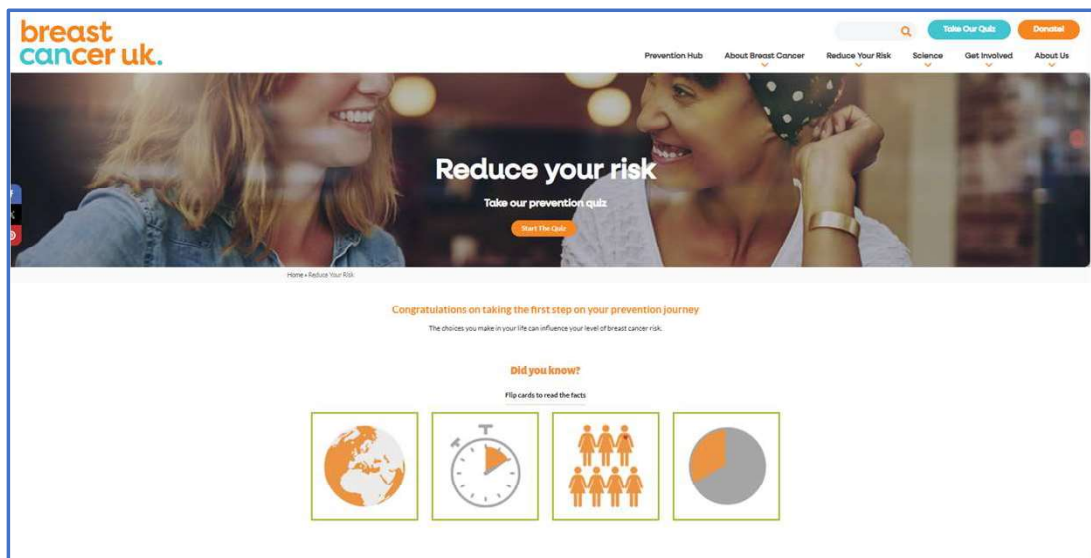 breast
cancer uk.
Take Our Quiz
Donate!
Prevention Hub
About Breast Cancer
Reduce Your Risk
Science
Get Involved
About Us
Reduce your risk
Take our prevention quiz
Start The Quiz
Home » Reduce Your Risk
Congratulations on taking the first step on your prevention journey
The choices you make in your life can influence your level of breast cancer risk.
Did you know?
Flip cards to read the facts